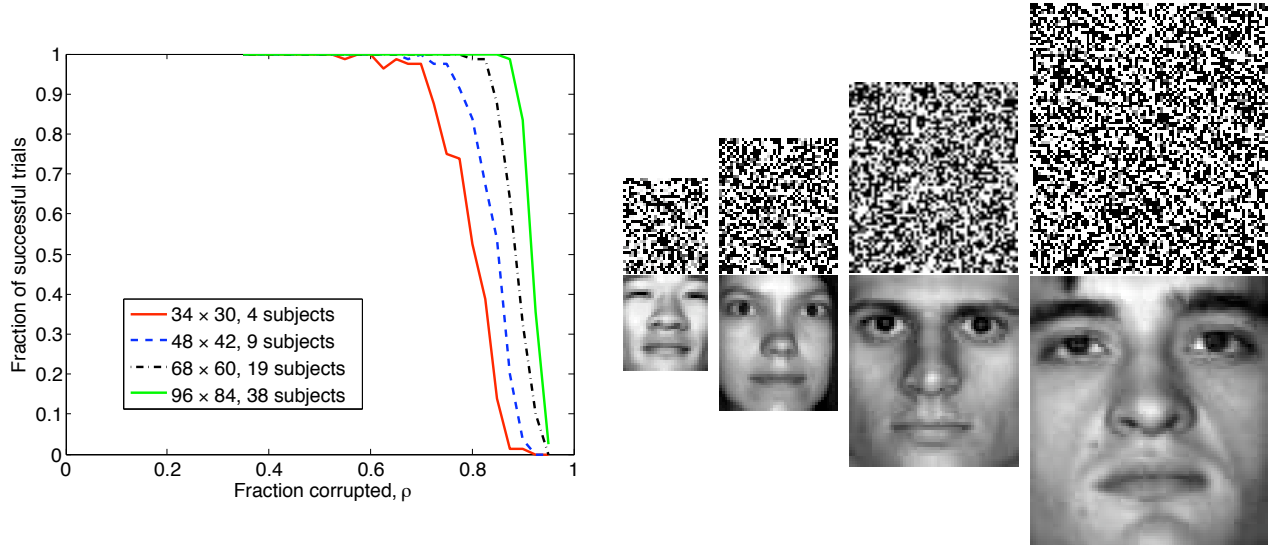 1
0.9
0.8
0.7
0.6
0.5
0.4
0.3
0.2
0.1
0
Fraction of successful trials
34 × 30, 4 subjects
48 × 42, 9 subjects
68 × 60, 19 subjects
96 × 84, 38 subjects
0 0.2 0.4 0.6 0.8 1
Fraction corrupted, ρ